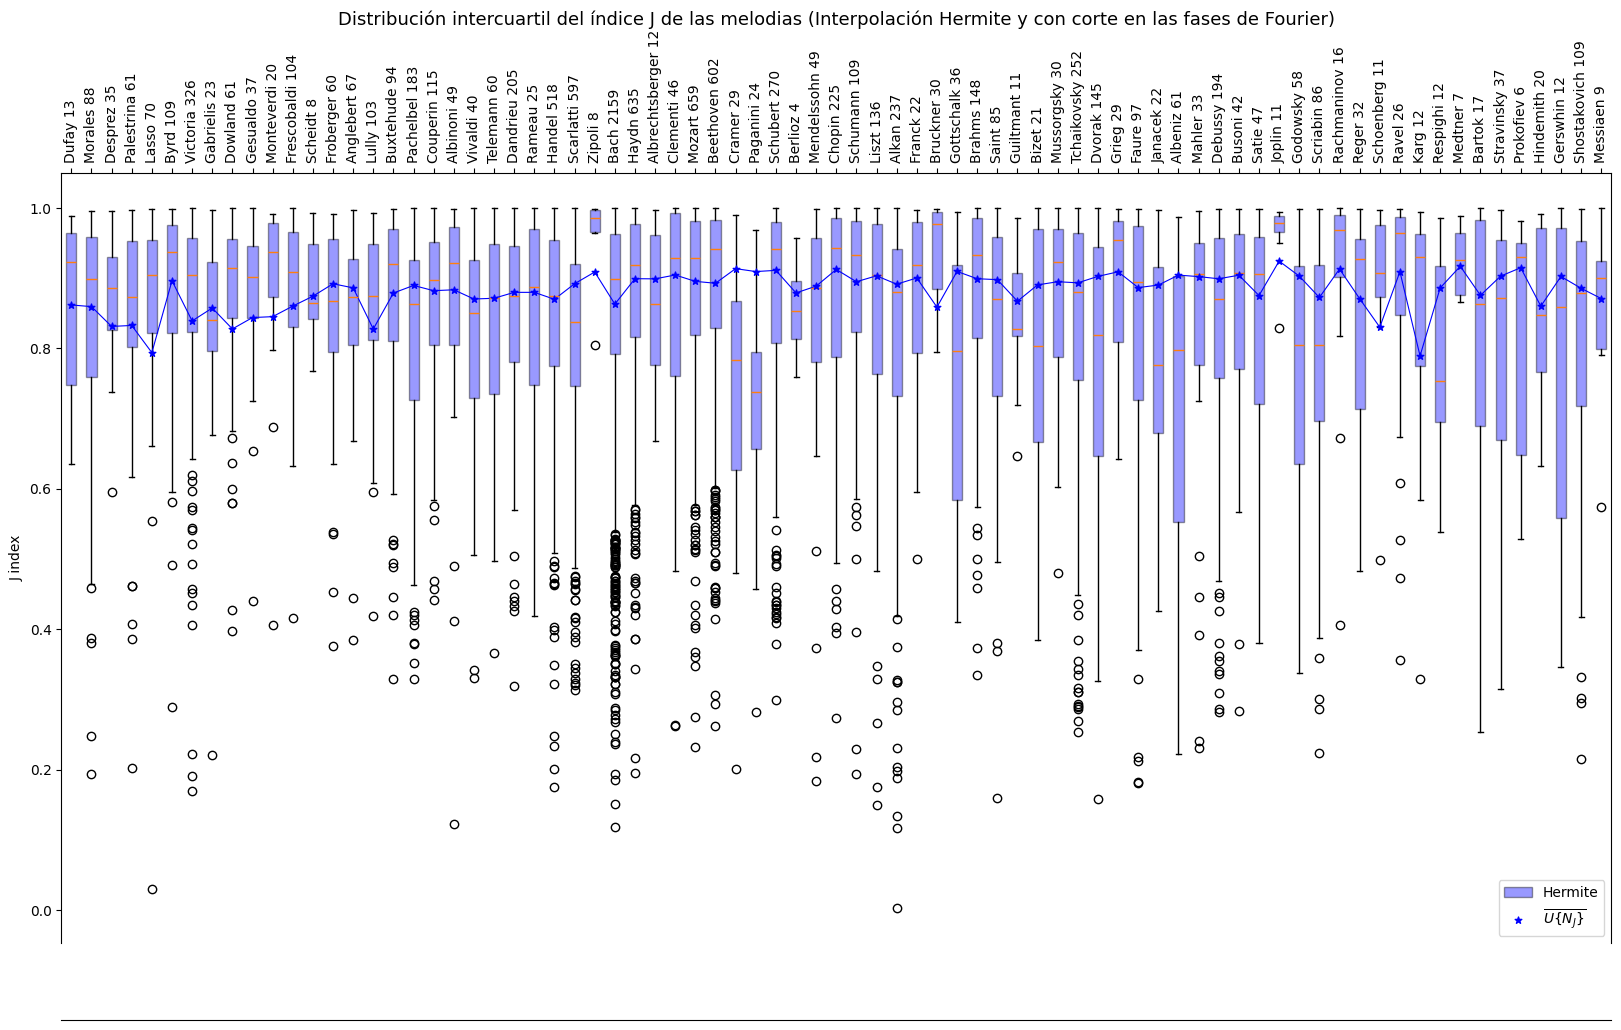 Distribución intercuartil del índice J de las melodias (Interpolación Hermite y con corte en las fases de Fourier)
Dufay 13
Morales 88
Desprez 35
Palestrina 61
Lasso 70
Byrd 109
Victoria 326
Gabrielis 23
Dowland 61
Gesualdo 37
Monteverdi 20
Frescobaldi 104
Scheidt 8
Froberger 60
Anglebert 67
Lully 103
Buxtehude 94
Pachelbel 183
Couperin 115
Albinoni 49
Vivaldi 40
Telemann 60
Dandrieu 205
Rameau 25
Handel 518
Scarlatti 597
Zipoli 8
Bach 2159
Haydn 635
Albrechtsberger 12
Clementi 46
Mozart 659
Beethoven 602
Cramer 29
Paganini 24
Schubert 270
Berlioz 4
Mendelssohn 49
Chopin 225
Schumann 109
Liszt 136
Alkan 237
Franck 22
Bruckner 30
Gottschalk 36
Brahms 148
Saint 85
Guiltmant 11
Bizet 21
Mussorgsky 30
Tchaikovsky 252
Dvorak 145
Grieg 29
Faure 97
Janacek 22
Albeniz 61
Mahler 33
Debussy 194
Busoni 42
Satie 47
Joplin 11
Godowsky 58
Scriabin 86
Rachmaninov 16
Reger 32
Schoenberg 11
Ravel 26
Karg 12
Respighi 12
Medtner 7
Bartok 17
Stravinsky 37
Prokofiev 6
Hindemith 20
Gerswhin 12
Shostakovich 109
Messiaen 9
1.0
0.8
0.6
0.4
0.2
0.0
J index
Hermite
U{N_J}